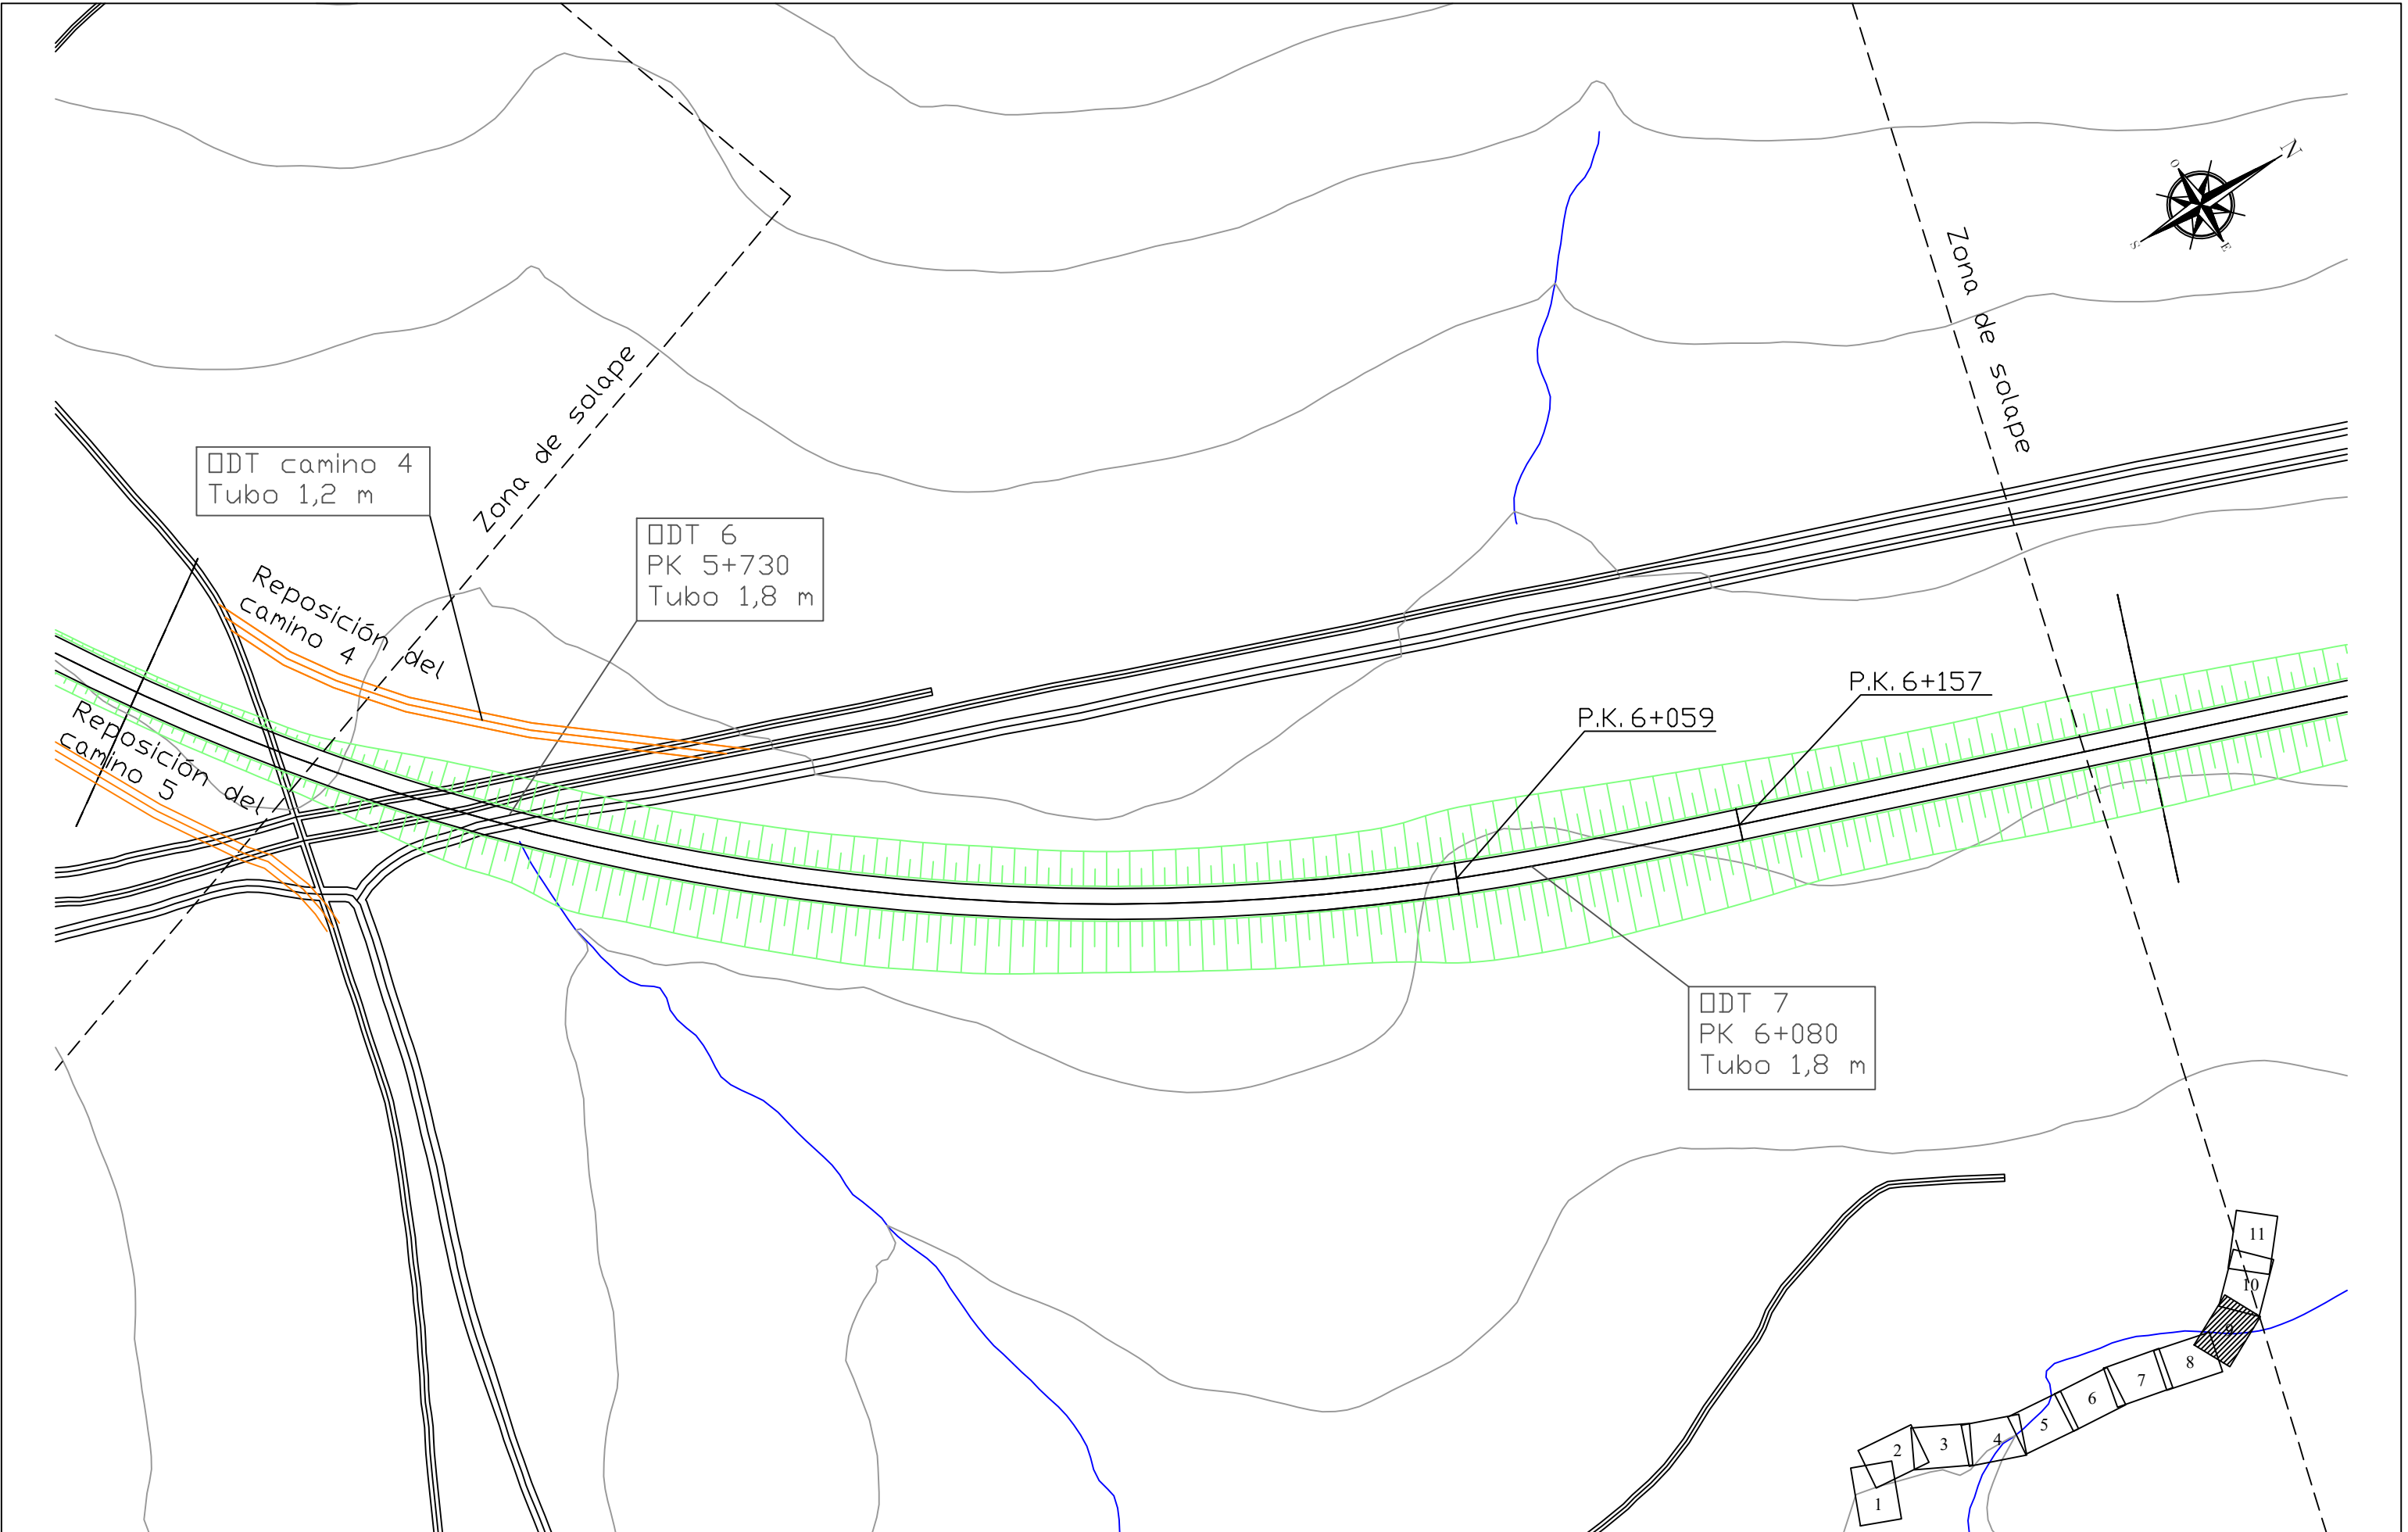 O
N
S
E
Zona de solape
Zona de solape
ODT camino 4
Tubo 1,2 m
ODT 6
PK 5+730
Tubo 1,8 m
Reposición del
camino 4
Reposición del
camino 5
P.K. 6+157
P.K. 6+059
ODT 7
PK 6+080
Tubo 1,8 m
11
10
9
8
7
6
5
4
3
2
1